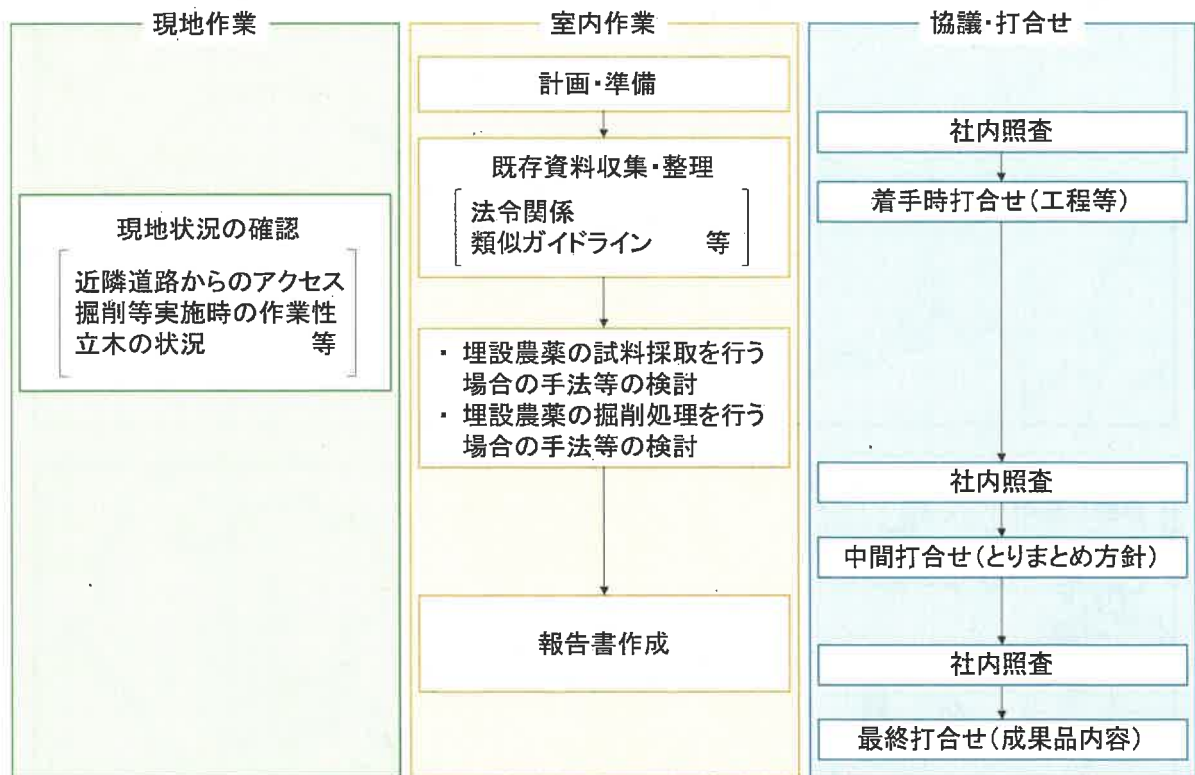 現地作業
現地状況の確認
近隣道路からのアクセス
掘削等実施時の作業性
立木の状況 等
室内作業
計画・準備
既存資料収集・整理
法令関係
類似ガイドライン 等
・ 埋設農薬の試料採取を行う
場合の手法等の検討
・ 埋設農薬の掘削処理を行う
場合の手法等の検討
報告書作成
協議・打合せ
社内照査
着手時打合せ(工程等)
社内照査
中間打合せ(とりまとめ方針)
社内照査
最終打合せ(成果品内容)